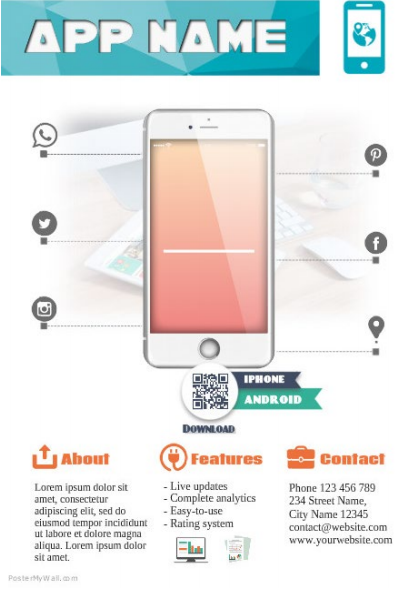 APP NAME
IPHONE
ANDROID
DOWNLOAD
About
Lorem ipsum dolor sit
amet, consectetur
adipiscing elit, sed do
eiusmod tempor incididunt
ut labore et dolore magna
aliqua. Lorem ipsum dolor
sit amet.
Features
- Live updates
- Complete analytics
- Easy-to-use
- Rating system
Contact
Phone 123 456 789
234 Street Name,
City Name 12345
contact@website.com
www.yourwebsite.com
PosterMyWall.com